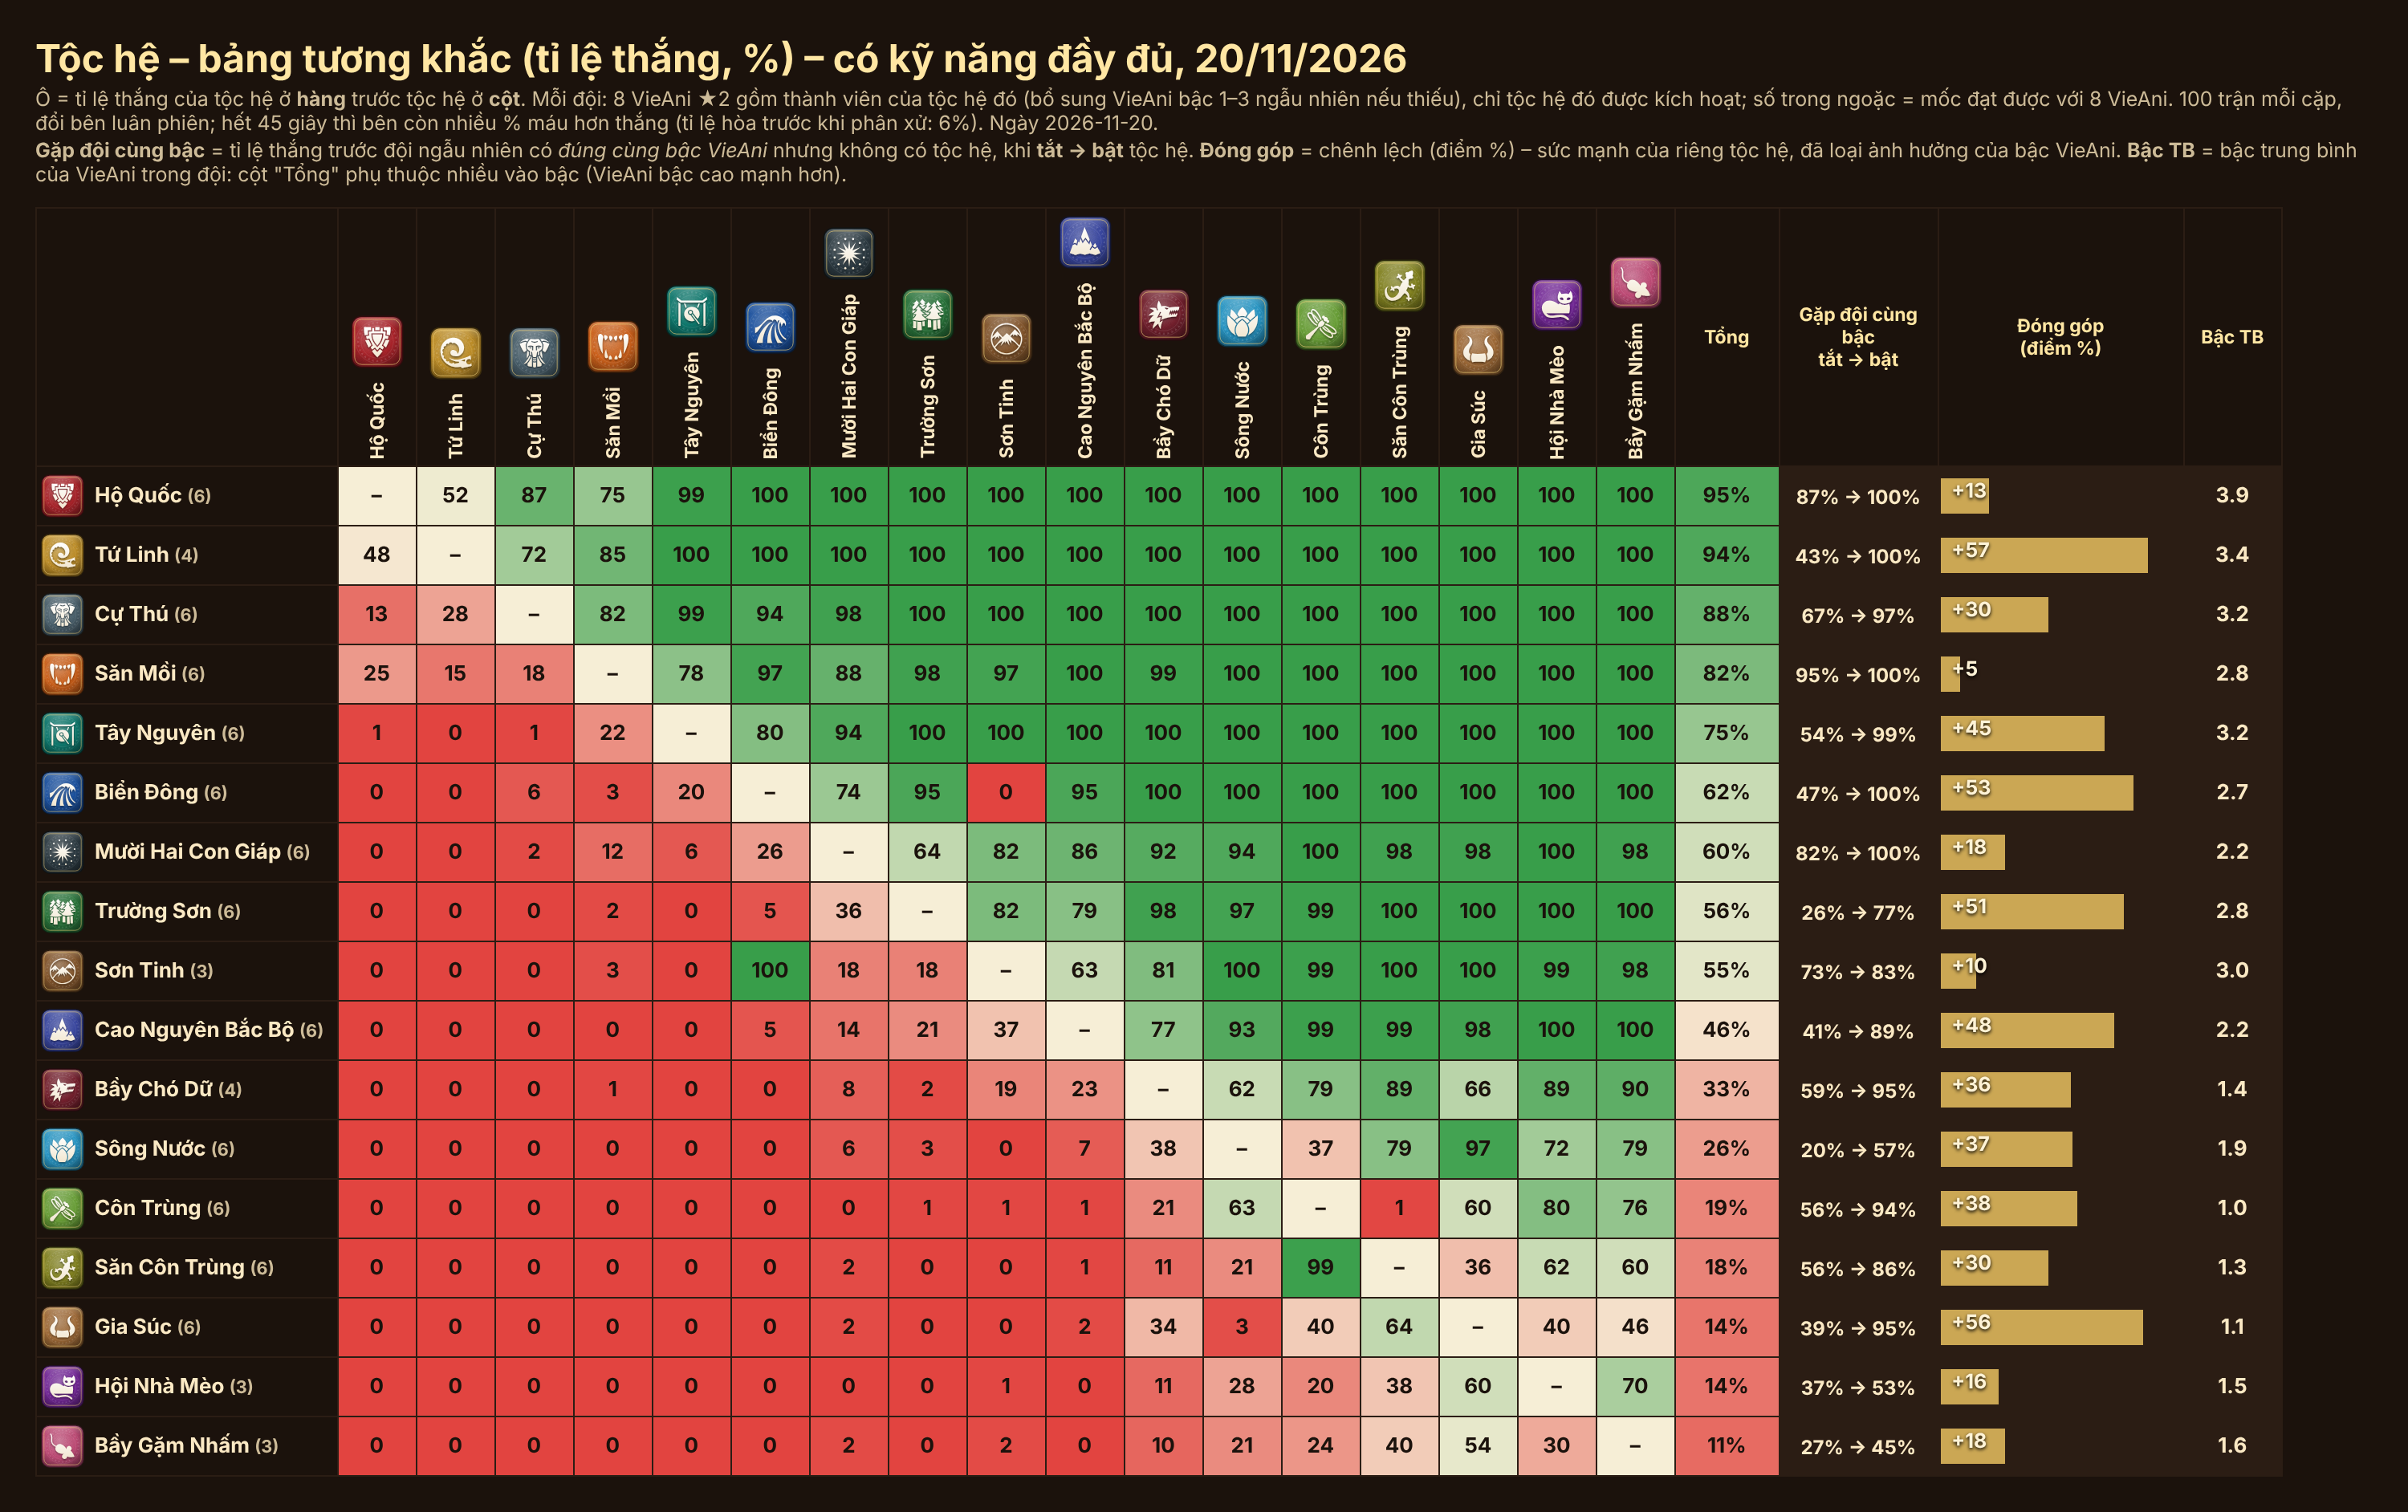 Tộc hệ – bảng tương khắc (tỉ lệ thắng, %) – có kỹ năng đầy đủ, 20/11/2026
Ô = tỉ lệ thắng của tộc hệ ở hàng trước tộc hệ ở cột. Mỗi đội: 8 VieAni ★2 gồm thành viên của tộc hệ đó (bổ sung VieAni bậc 1–3 ngẫu nhiên nếu thiếu), chỉ tộc hệ đó được kích hoạt; số trong ngoặc = mốc đạt được với 8 VieAni. 100 trận mỗi cặp,
đổi bên luân phiên; hết 45 giây thì bên còn nhiều % máu hơn thắng (tỉ lệ hòa trước khi phân xử: 6%). Ngày 2026-11-20.
Gặp đội cùng bậc = tỉ lệ thắng trước đội ngẫu nhiên có đúng cùng bậc VieAni nhưng không có tộc hệ, khi tắt → bật tộc hệ. Đóng góp = chênh lệch (điểm %) – sức mạnh của riêng tộc hệ, đã loại ảnh hưởng của bậc VieAni. Bậc TB = bậc trung bình
của VieAni trong đội: cột "Tổng" phụ thuộc nhiều vào bậc (VieAni bậc cao mạnh hơn).
Hộ Quốc Tứ Linh Cự Thú Săn Mồi Tây Nguyên Biển Đông Mười Hai Con Giáp Trường Sơn Sơn Tinh Cao Nguyên Bắc Bộ Bầy Chó Dữ Sông Nước Côn Trùng Săn Côn Trùng Gia Súc Hội Nhà Mèo Bầy Gặm Nhấm Tổng
Gặp đội cùng
bậc
tắt → bật
Đóng góp
(điểm %)
Bậc TB
Hộ Quốc (6) – 52 87 75 99 100 100 100 100 100 100 100 100 100 100 100 100 95% 87% → 100% +13 3.9
Tứ Linh (4) 48 – 72 85 100 100 100 100 100 100 100 100 100 100 100 100 100 94% 43% → 100% +57 3.4
Cự Thú (6) 13 28 – 82 99 94 98 100 100 100 100 100 100 100 100 100 100 88% 67% → 97% +30 3.2
Săn Mồi (6) 25 15 18 – 78 97 88 98 97 100 99 100 100 100 100 100 100 82% 95% → 100% +5 2.8
Tây Nguyên (6) 1 0 1 22 – 80 94 100 100 100 100 100 100 100 100 100 100 75% 54% → 99% +45 3.2
Biển Đông (6) 0 0 6 3 20 – 74 95 0 95 100 100 100 100 100 100 100 62% 47% → 100% +53 2.7
Mười Hai Con Giáp (6) 0 0 2 12 6 26 – 64 82 86 92 94 100 98 98 100 98 60% 82% → 100% +18 2.2
Trường Sơn (6) 0 0 0 2 0 5 36 – 82 79 98 97 99 100 100 100 100 56% 26% → 77% +51 2.8
Sơn Tinh (3) 0 0 0 3 0 100 18 18 – 63 81 100 99 100 100 99 98 55% 73% → 83% +10 3.0
Cao Nguyên Bắc Bộ (6) 0 0 0 0 0 5 14 21 37 – 77 93 99 99 98 100 100 46% 41% → 89% +48 2.2
Bầy Chó Dữ (4) 0 0 0 1 0 0 8 2 19 23 – 62 79 89 66 89 90 33% 59% → 95% +36 1.4
Sông Nước (6) 0 0 0 0 0 0 6 3 0 7 38 – 37 79 97 72 79 26% 20% → 57% +37 1.9
Côn Trùng (6) 0 0 0 0 0 0 0 1 1 1 21 63 – 1 60 80 76 19% 56% → 94% +38 1.0
Săn Côn Trùng (6) 0 0 0 0 0 0 2 0 0 1 11 21 99 – 36 62 60 18% 56% → 86% +30 1.3
Gia Súc (6) 0 0 0 0 0 0 2 0 0 2 34 3 40 64 – 40 46 14% 39% → 95% +56 1.1
Hội Nhà Mèo (3) 0 0 0 0 0 0 0 0 1 0 11 28 20 38 60 – 70 14% 37% → 53% +16 1.5
Bầy Gặm Nhấm (3) 0 0 0 0 0 0 2 0 2 0 10 21 24 40 54 30 – 11% 27% → 45% +18 1.6